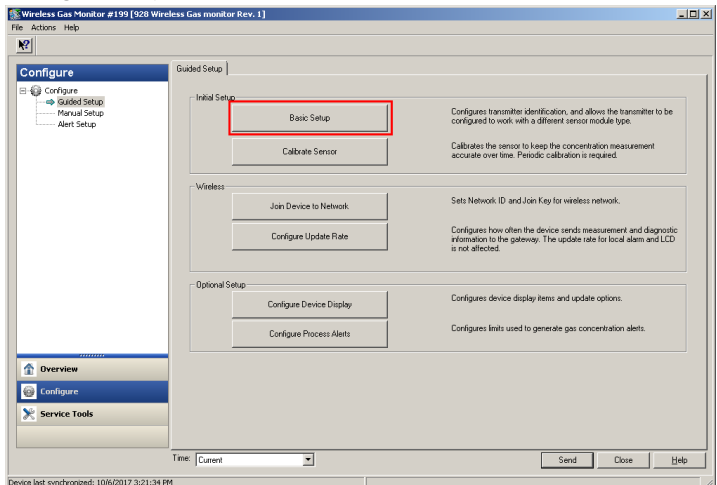 Wireless Gas Monitor #199 [928 Wireless Gas monitor Rev. 1]
File Actions Help
Configure
Configure
Guided Setup
Manual Setup
Alert Setup
Overview
Configure
Service Tools
Guided Setup
Initial Setup
Basic Setup
Configures transmitter identification, and allows the transmitter to be
configured to work with a different sensor module type.
Calibrate Sensor
Calibrates the sensor to keep the concentration measurement
accurate over time. Periodic calibration is required.
Wireless
Join Device to Network
Sets Network ID and Join Key for wireless network.
Configure Update Rate
Configures how often the device sends measurement and diagnostic
information to the gateway. The update rate for local alarm and LCD
is not affected.
Optional Setup
Configure Device Display
Configures device display items and update options.
Configure Process Alerts
Configures limits used to generate gas concentration alerts.
Time: Current
Send Close Help
Device last synchronized: 10/6/2017 3:21:34 PM